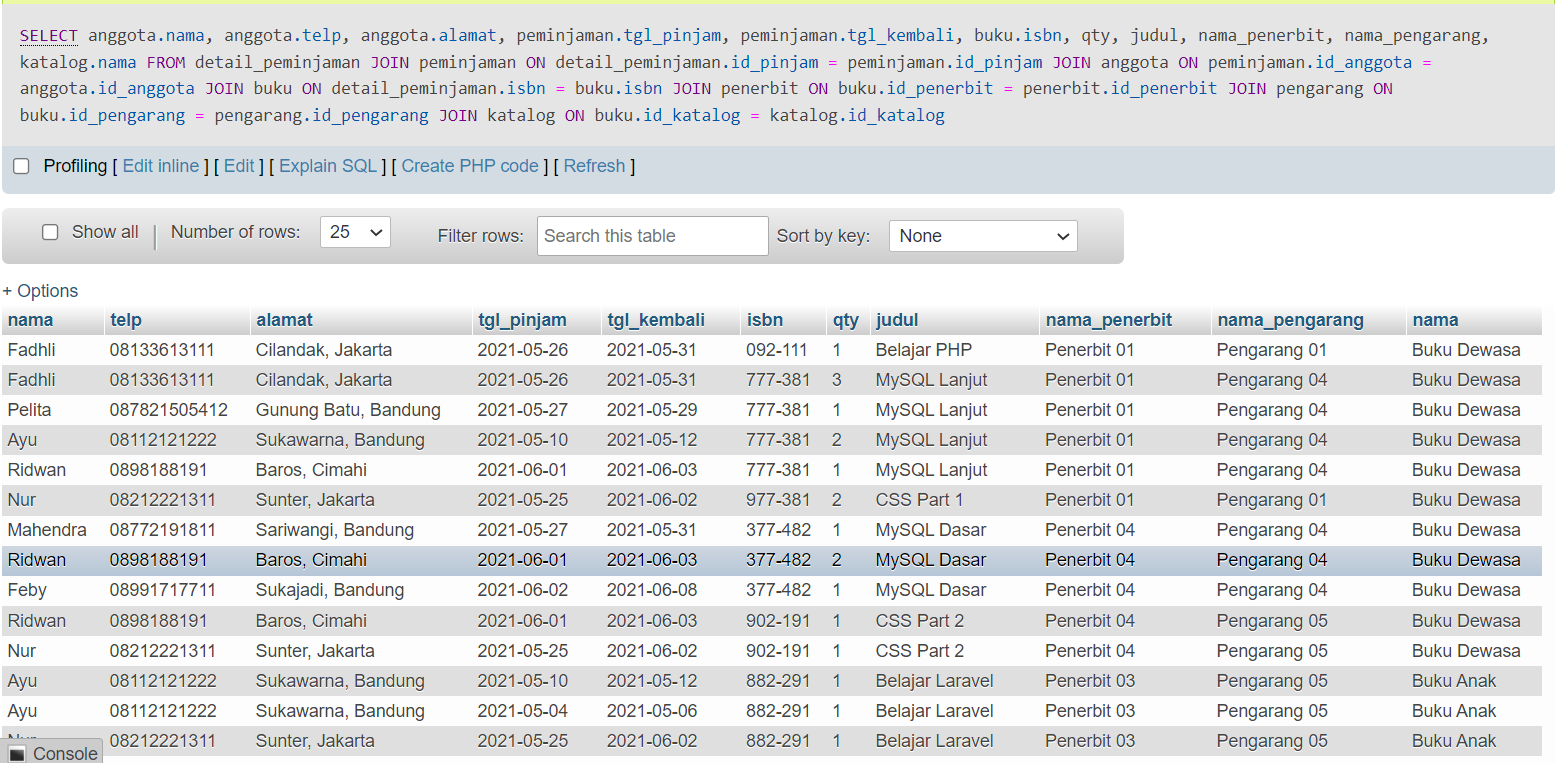 SELECT anggota.nama, anggota.telp, anggota.alamat, peminjaman.tgl_pinjam, peminjaman.tgl_kembali, buku.isbn, qty, judul, nama_penerbit, nama_pengarang,
katalog.nama FROM detail_peminjaman JOIN peminjaman ON detail_peminjaman.id_pinjam = peminjaman.id_pinjam JOIN anggota ON peminjaman.id_anggota =
anggota.id_anggota JOIN buku ON detail_peminjaman.isbn = buku.isbn JOIN penerbit ON buku.id_penerbit = penerbit.id_penerbit JOIN pengarang ON
buku.id_pengarang = pengarang.id_pengarang JOIN katalog ON buku.id_katalog = katalog.id_katalog
Profiling [ Edit inline ] [ Edit ] [ Explain SQL ] [ Create PHP code ] [ Refresh ]
Show all | Number of rows: 25 Filter rows: Search this table Sort by key: None
+ Options
nama telp alamat tgl_pinjam tgl_kembali isbn qty judul nama_penerbit nama_pengarang nama
Fadhli 08133613111 Cilandak, Jakarta 2021-05-26 2021-05-31 092-111 1 Belajar PHP Penerbit 01 Pengarang 01 Buku Dewasa
Fadhli 08133613111 Cilandak, Jakarta 2021-05-26 2021-05-31 777-381 3 MySQL Lanjut Penerbit 01 Pengarang 04 Buku Dewasa
Pelita 087821505412 Gunung Batu, Bandung 2021-05-27 2021-05-29 777-381 1 MySQL Lanjut Penerbit 01 Pengarang 04 Buku Dewasa
Ayu 08112121222 Sukawarna, Bandung 2021-05-10 2021-05-12 777-381 2 MySQL Lanjut Penerbit 01 Pengarang 04 Buku Dewasa
Ridwan 0898188191 Baros, Cimahi 2021-06-01 2021-06-03 777-381 1 MySQL Lanjut Penerbit 01 Pengarang 04 Buku Dewasa
Nur 08212221311 Sunter, Jakarta 2021-05-25 2021-06-02 977-381 2 CSS Part 1 Penerbit 01 Pengarang 01 Buku Dewasa
Mahendra 08772191811 Sariwangi, Bandung 2021-05-27 2021-05-31 377-482 1 MySQL Dasar Penerbit 04 Pengarang 04 Buku Dewasa
Ridwan 0898188191 Baros, Cimahi 2021-06-01 2021-06-03 377-482 2 MySQL Dasar Penerbit 04 Pengarang 04 Buku Dewasa
Feby 08991717711 Sukajadi, Bandung 2021-06-02 2021-06-08 377-482 1 MySQL Dasar Penerbit 04 Pengarang 04 Buku Dewasa
Ridwan 0898188191 Baros, Cimahi 2021-06-01 2021-06-03 902-191 1 CSS Part 2 Penerbit 04 Pengarang 05 Buku Dewasa
Nur 08212221311 Sunter, Jakarta 2021-05-25 2021-06-02 902-191 1 CSS Part 2 Penerbit 04 Pengarang 05 Buku Dewasa
Ayu 08112121222 Sukawarna, Bandung 2021-05-10 2021-05-12 882-291 1 Belajar Laravel Penerbit 03 Pengarang 05 Buku Anak
Ayu 08112121222 Sukawarna, Bandung 2021-05-04 2021-05-06 882-291 1 Belajar Laravel Penerbit 03 Pengarang 05 Buku Anak
08212221311 Sunter, Jakarta 2021-05-25 2021-06-02 882-291 1 Belajar Laravel Penerbit 03 Pengarang 05 Buku Anak
Console